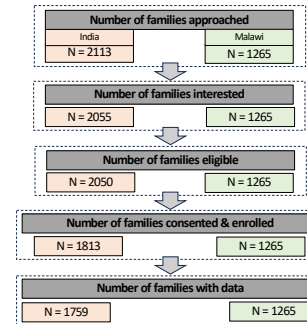 Number of families approached
India Malawi
N = 2113 N = 1265
Number of families interested
N = 2055 N = 1265
Number of families eligible
N = 2050 N = 1265
Number of families consented & enrolled
N = 1813 N = 1265
Number of families with data
N = 1759 N = 1265